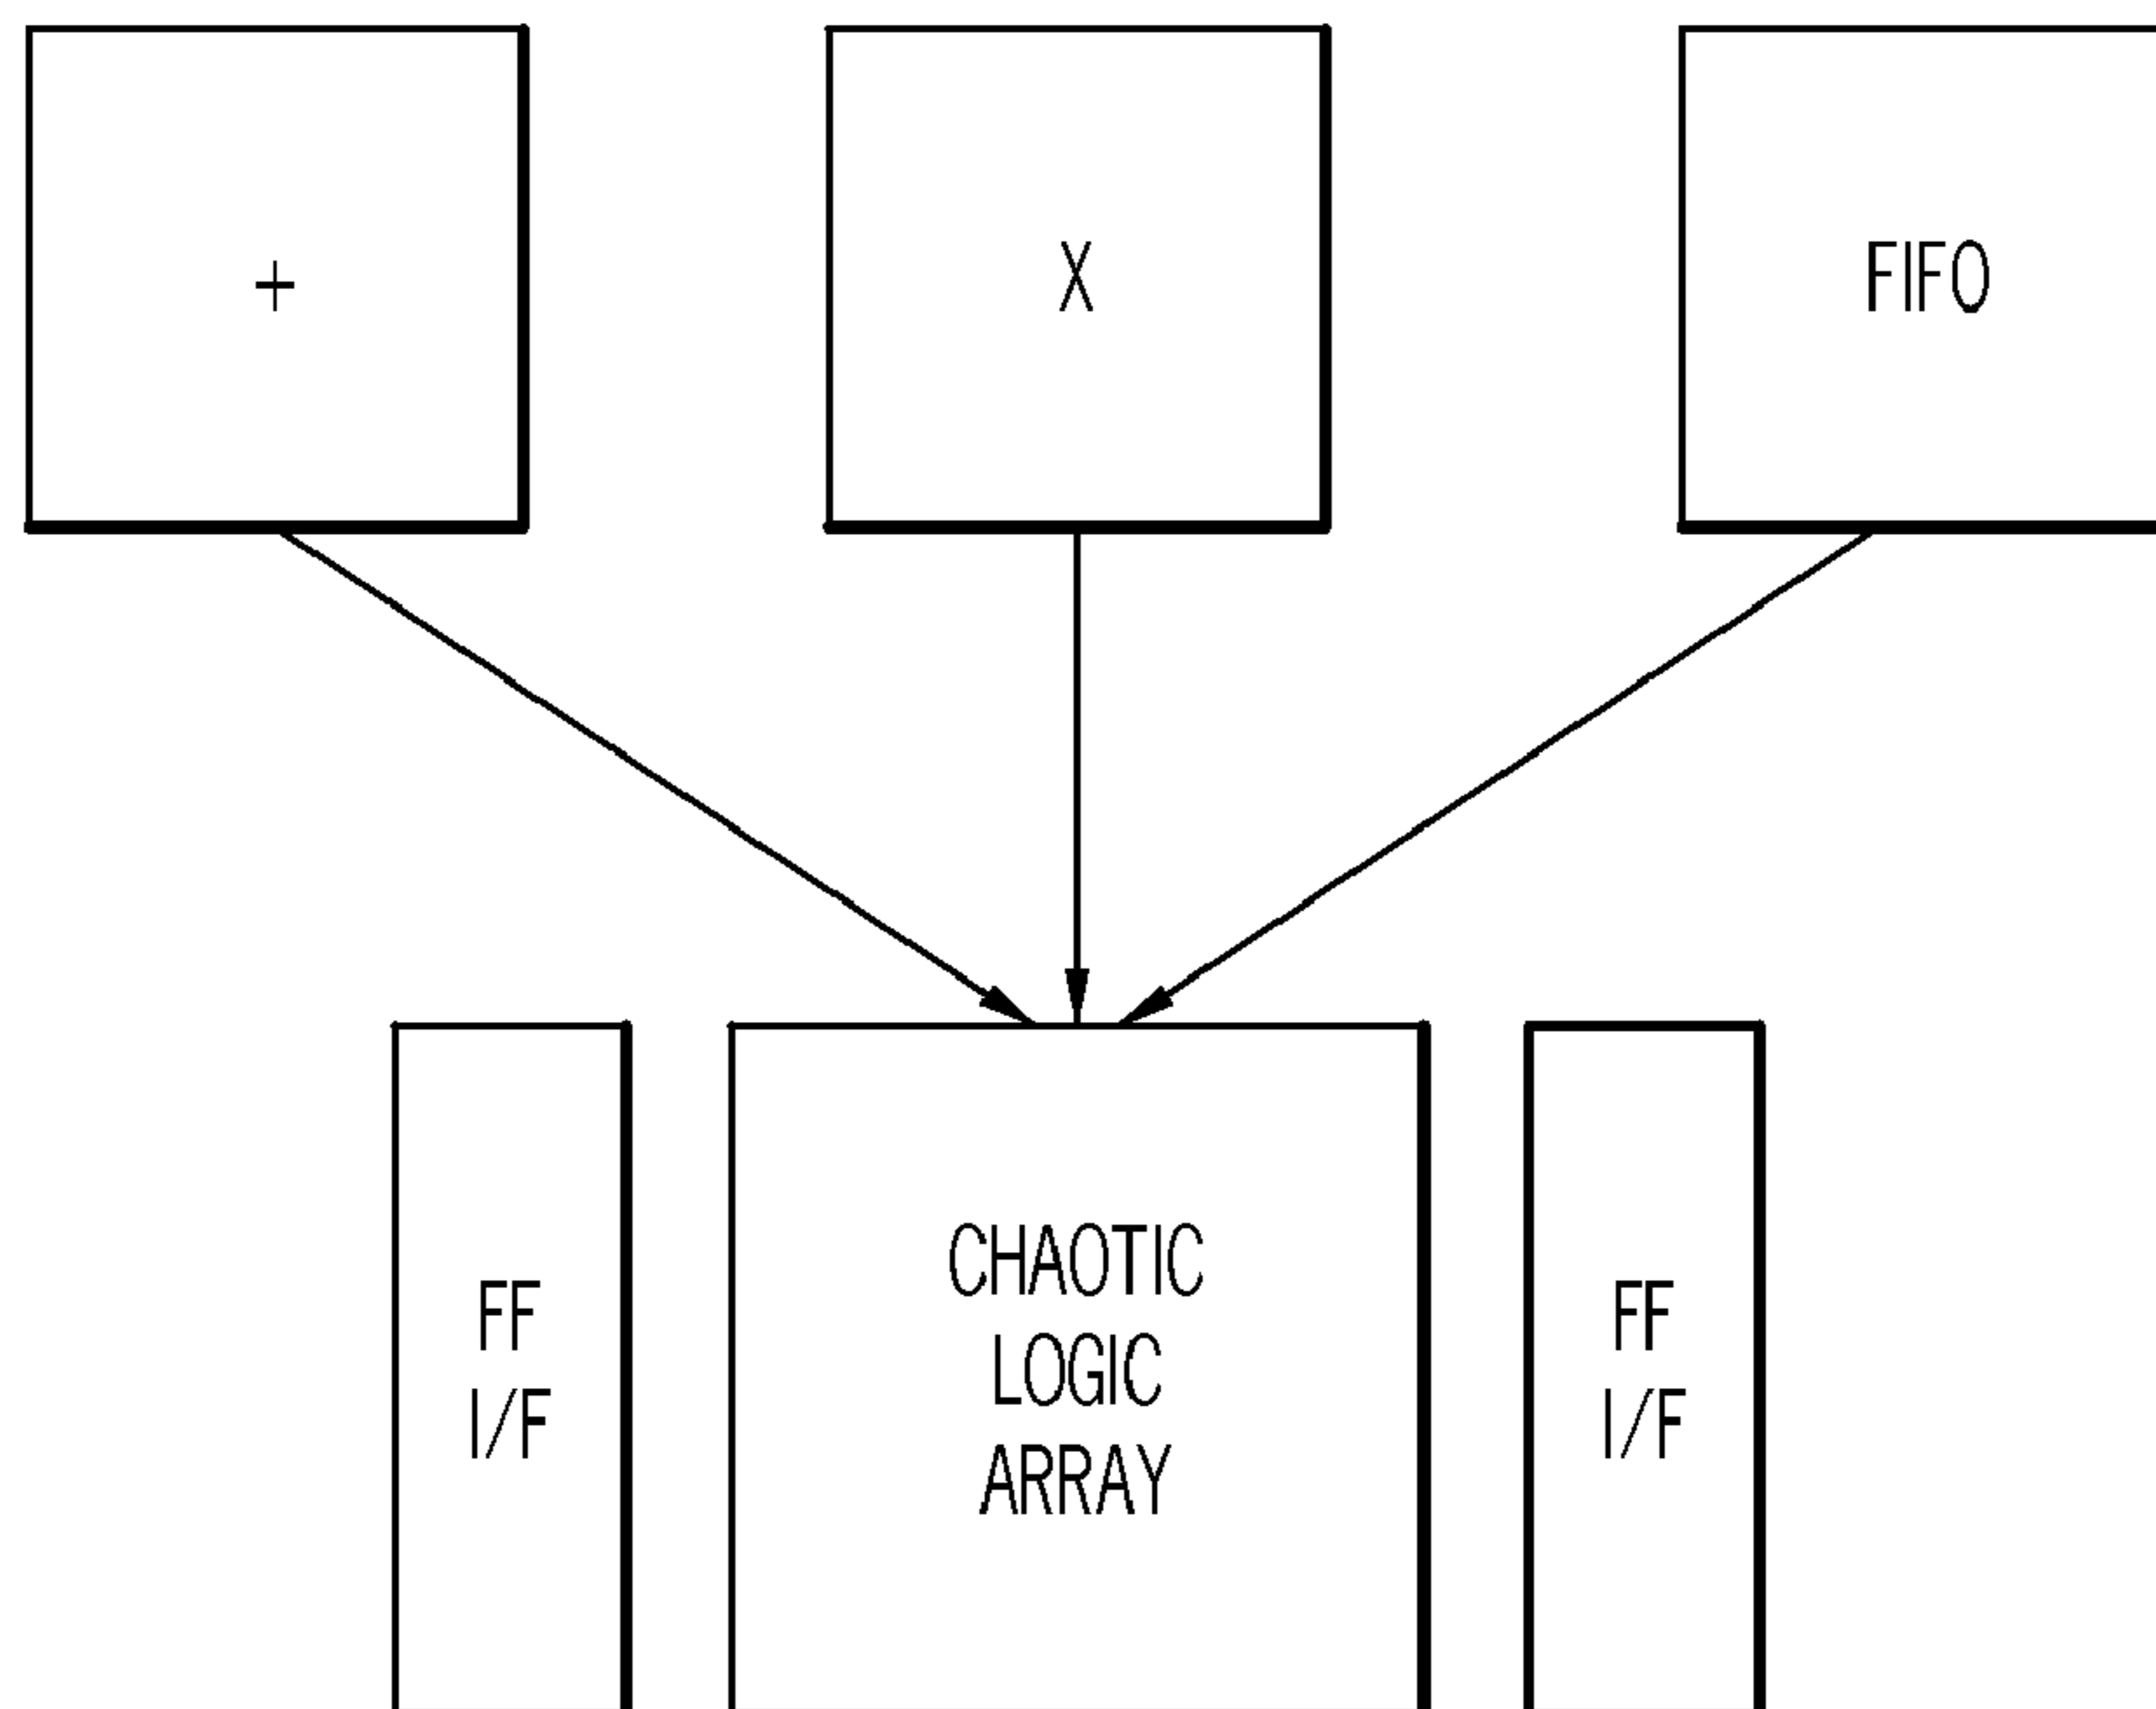 +
X
FIFO
FF
I/F
CHAOTIC
LOGIC
ARRAY
FF
I/F